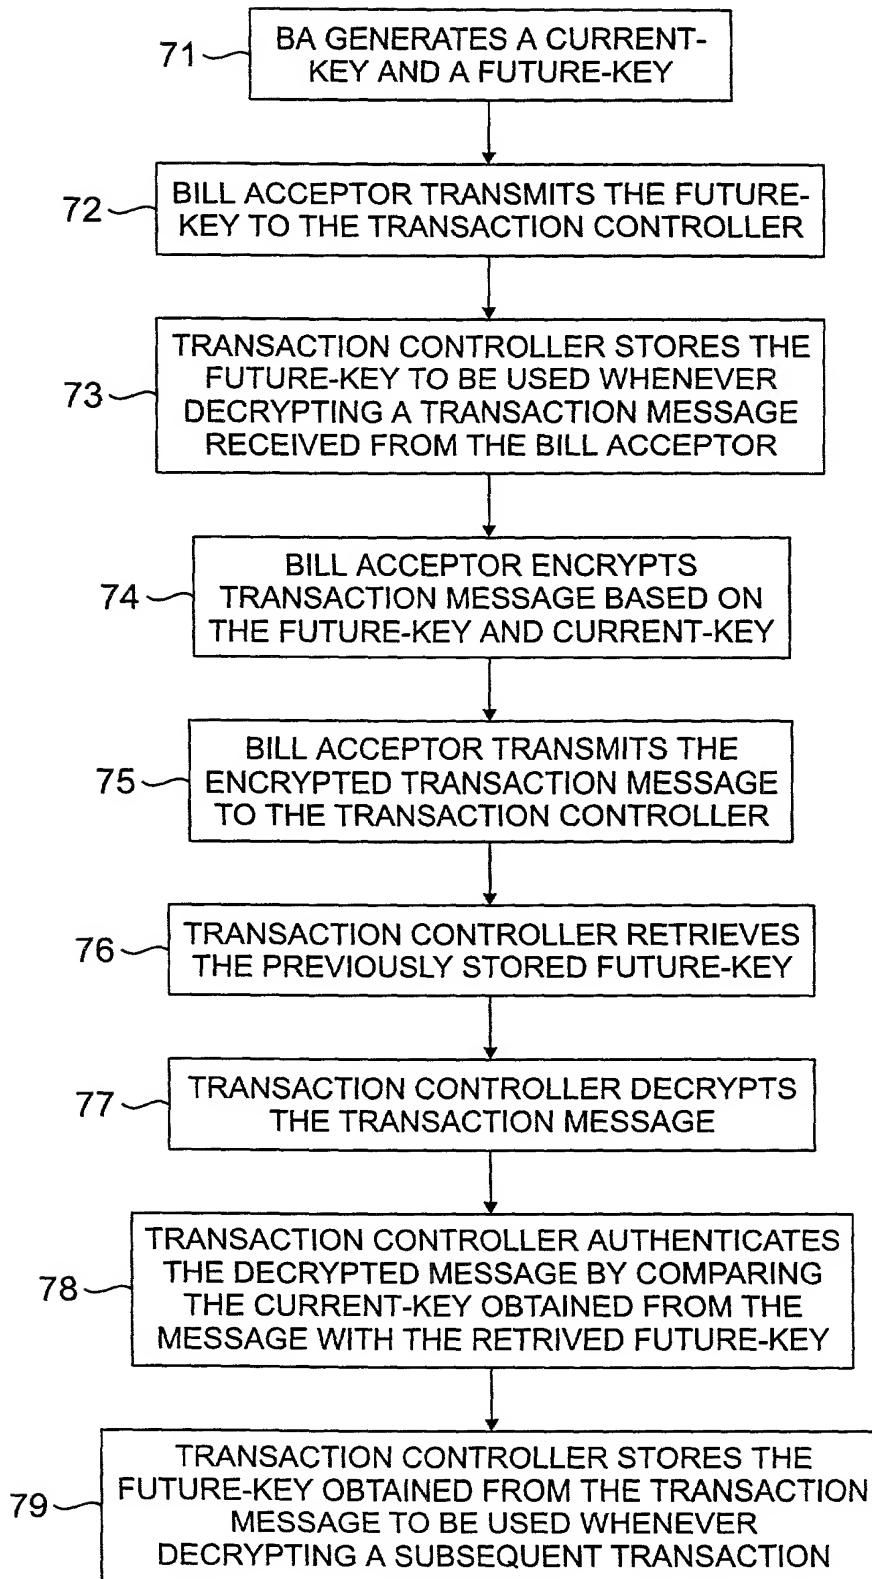 71
BA GENERATES A CURRENT-
KEY AND A FUTURE-KEY
72
BILL ACCEPTOR TRANSMITS THE FUTURE-
KEY TO THE TRANSACTION CONTROLLER
73
TRANSACTION CONTROLLER STORES THE
FUTURE-KEY TO BE USED WHENEVER
DECRYPTING A TRANSACTION MESSAGE
RECEIVED FROM THE BILL ACCEPTOR
74
BILL ACCEPTOR ENCRYPTS
TRANSACTION MESSAGE BASED ON
THE FUTURE-KEY AND CURRENT-KEY
75
BILL ACCEPTOR TRANSMITS THE
ENCRYPTED TRANSACTION MESSAGE
TO THE TRANSACTION CONTROLLER
76
TRANSACTION CONTROLLER RETRIEVES
THE PREVIOUSLY STORED FUTURE-KEY
77
TRANSACTION CONTROLLER DECRYPTS
THE TRANSACTION MESSAGE
78
TRANSACTION CONTROLLER AUTHENTICATES
THE DECRYPTED MESSAGE BY COMPARING
THE CURRENT-KEY OBTAINED FROM THE
MESSAGE WITH THE RETRIVED FUTURE-KEY
79
TRANSACTION CONTROLLER STORES THE
FUTURE-KEY OBTAINED FROM THE TRANSACTION
MESSAGE TO BE USED WHENEVER
DECRYPTING A SUBSEQUENT TRANSACTION